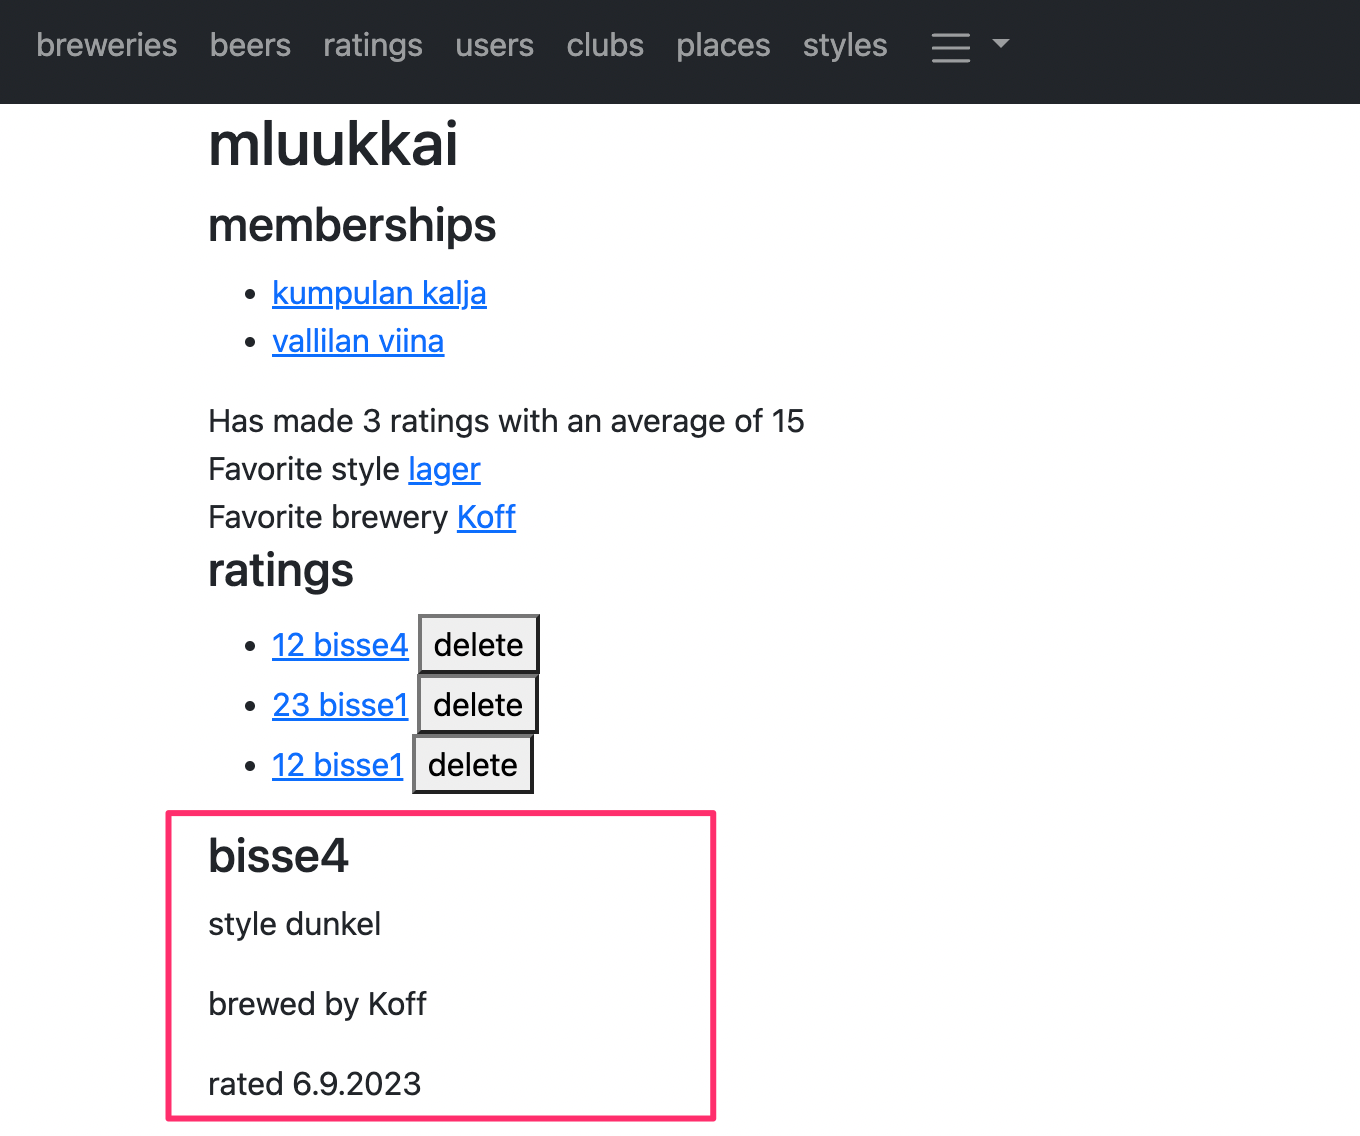 breweries beers ratings users clubs places styles
mluukkai
memberships
kumpulan kalja
vallilan viina
Has made 3 ratings with an average of 15
Favorite style lager
Favorite brewery Koff
ratings
12 bisse4 delete
23 bisse1 delete
12 bisse1 delete
bisse4
style dunkel
brewed by Koff
rated 6.9.2023